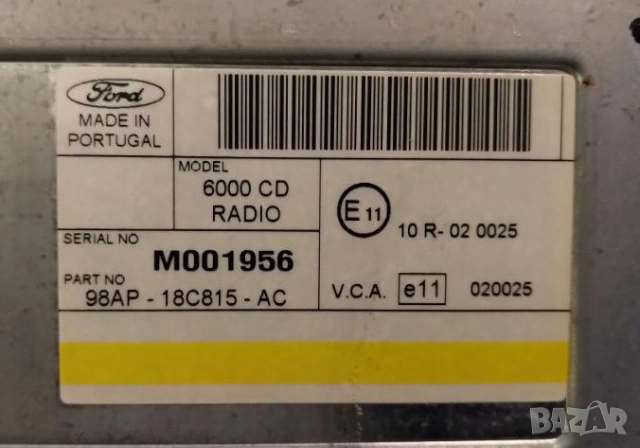 Ford
MADE IN
PORTUGAL
MODEL
6000 CD
RADIO
SERIAL NO
M001956
PART NO
98AP - 18C815 - AC
E 11
10 R - 02 0025
V.C.A. e11 020025
BAZAR